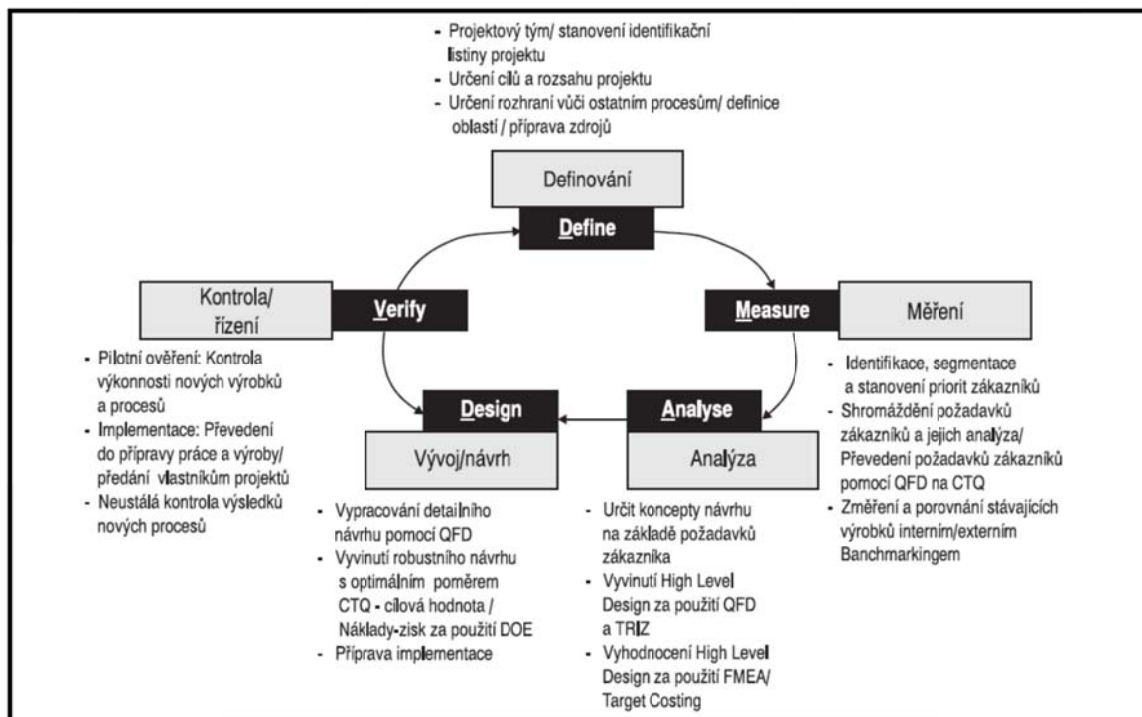 - Projektový tým/ stanovení identifikační
listiny projektu
- Určení cílů a rozsahu projektu
- Určení rozhraní vůči ostatním procesům/ definice
oblastí / příprava zdrojů
Definování
Define
Kontrola/
řízení
Verify
Measure
Měření
- Pilotní ověření: Kontrola
výkonnosti nových výrobků
a procesů
- Implementace: Převedení
do přípravy práce a výroby/
předání vlastníkům projektů
- Neustálá kontrola výsledků
nových procesů
- Identifikace, segmentace
a stanovení priorit zákazníků
- Shromáždění požadavků
zákazníků a jejich analýza/
Převedení požadavků zákazníků
pomocí QFD na CTQ
- Změření a porovnání stávajících
výrobků interním/externím
Banchmarkingem
Design
Vývoj/návrh
Analyse
Analýza
- Vypracování detailního
návrhu pomocí QFD
- Vyvinutí robustního návrhu
s optimálním poměrem
CTQ - cílová hodnota /
Náklady-zisk za použití DOE
- Příprava implementace
- Určit koncepty návrhu
na základě požadavků
zákazníka
- Vyvinutí High Level
Design za použití QFD
a TRIZ
- Vyhodnocení High Level
Design za použití FMEA/
Target Costing